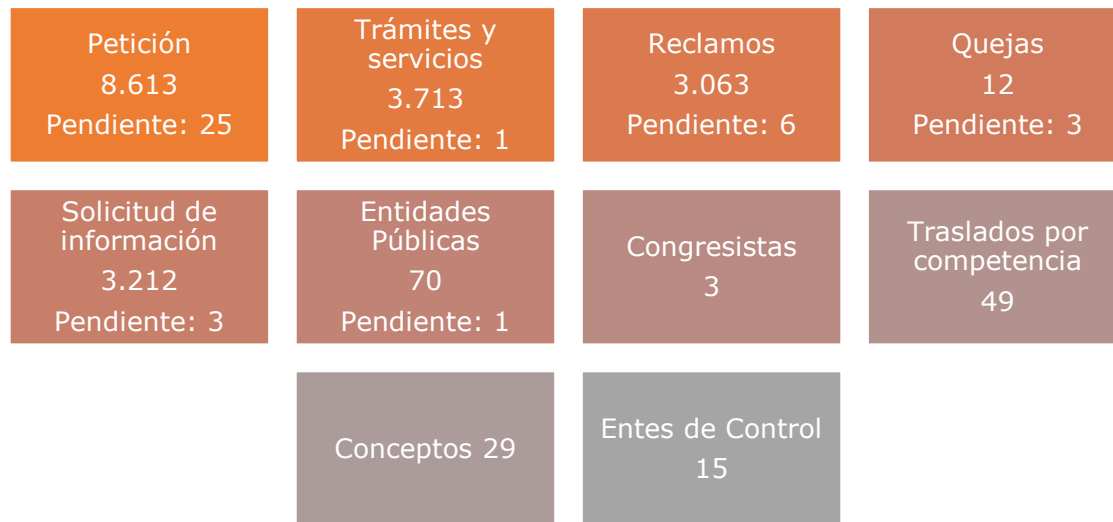 Petición
8.613
Pendiente: 25
Trámites y
servicios
3.713
Pendiente: 1
Reclamos
3.063
Pendiente: 6
Quejas
12
Pendiente: 3
Solicitud de
información
3.212
Pendiente: 3
Entidades
Públicas
70
Pendiente: 1
Congresistas
3
Traslados por
competencia
49
Conceptos 29
Entes de Control
15